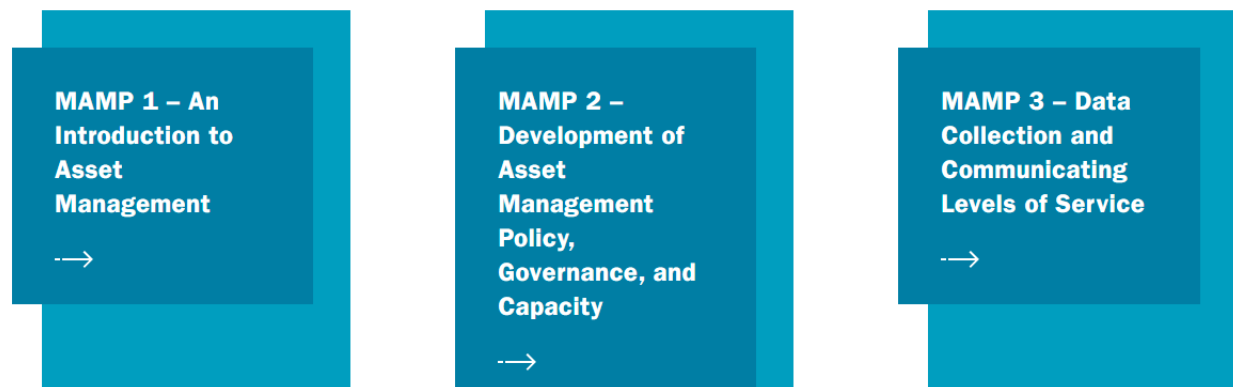 MAMP 1 – An
Introduction to
Asset
Management
MAMP 2 –
Development of
Asset
Management
Policy,
Governance, and
Capacity
MAMP 3 – Data
Collection and
Communicating
Levels of Service